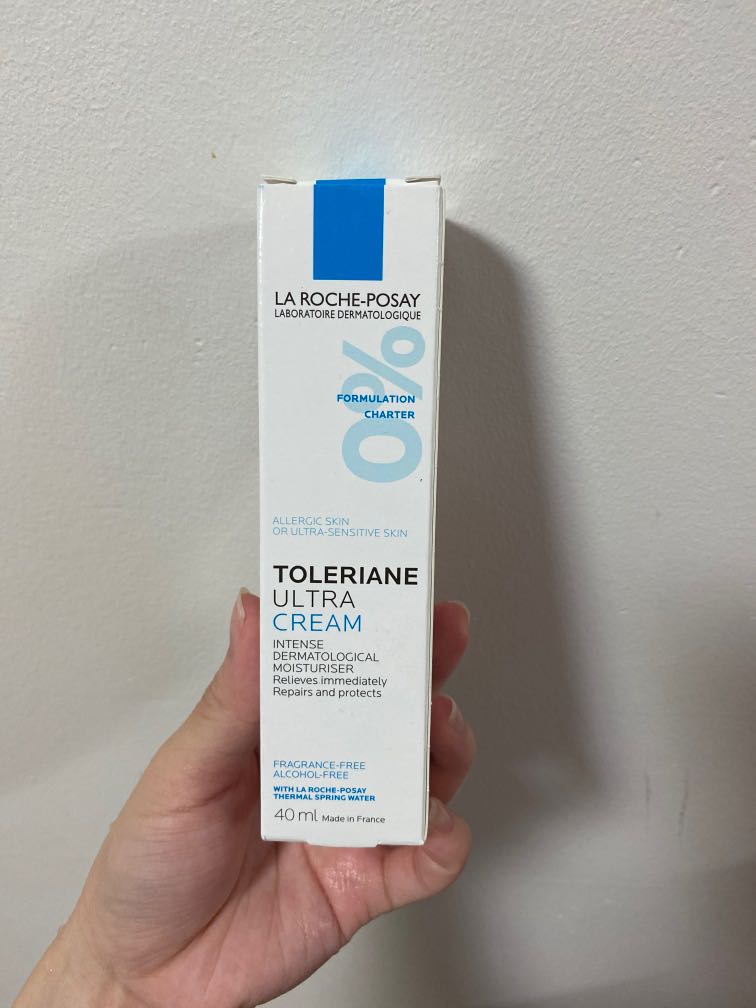 LA ROCHE-POSAY
LABORATOIRE DERMATOLOGIQUE
0%
FORMULATION
CHARTER
ALLERGIC SKIN
OR ULTRA-SENSITIVE SKIN
TOLERIANE
ULTRA
CREAM
INTENSE
DERMATOLOGICAL
MOISTURISER
Relieves immediately
Repairs and protects
FRAGRANCE-FREE
ALCOHOL-FREE
WITH LA ROCHE-POSAY
THERMAL SPRING WATER
40 ml Made in France